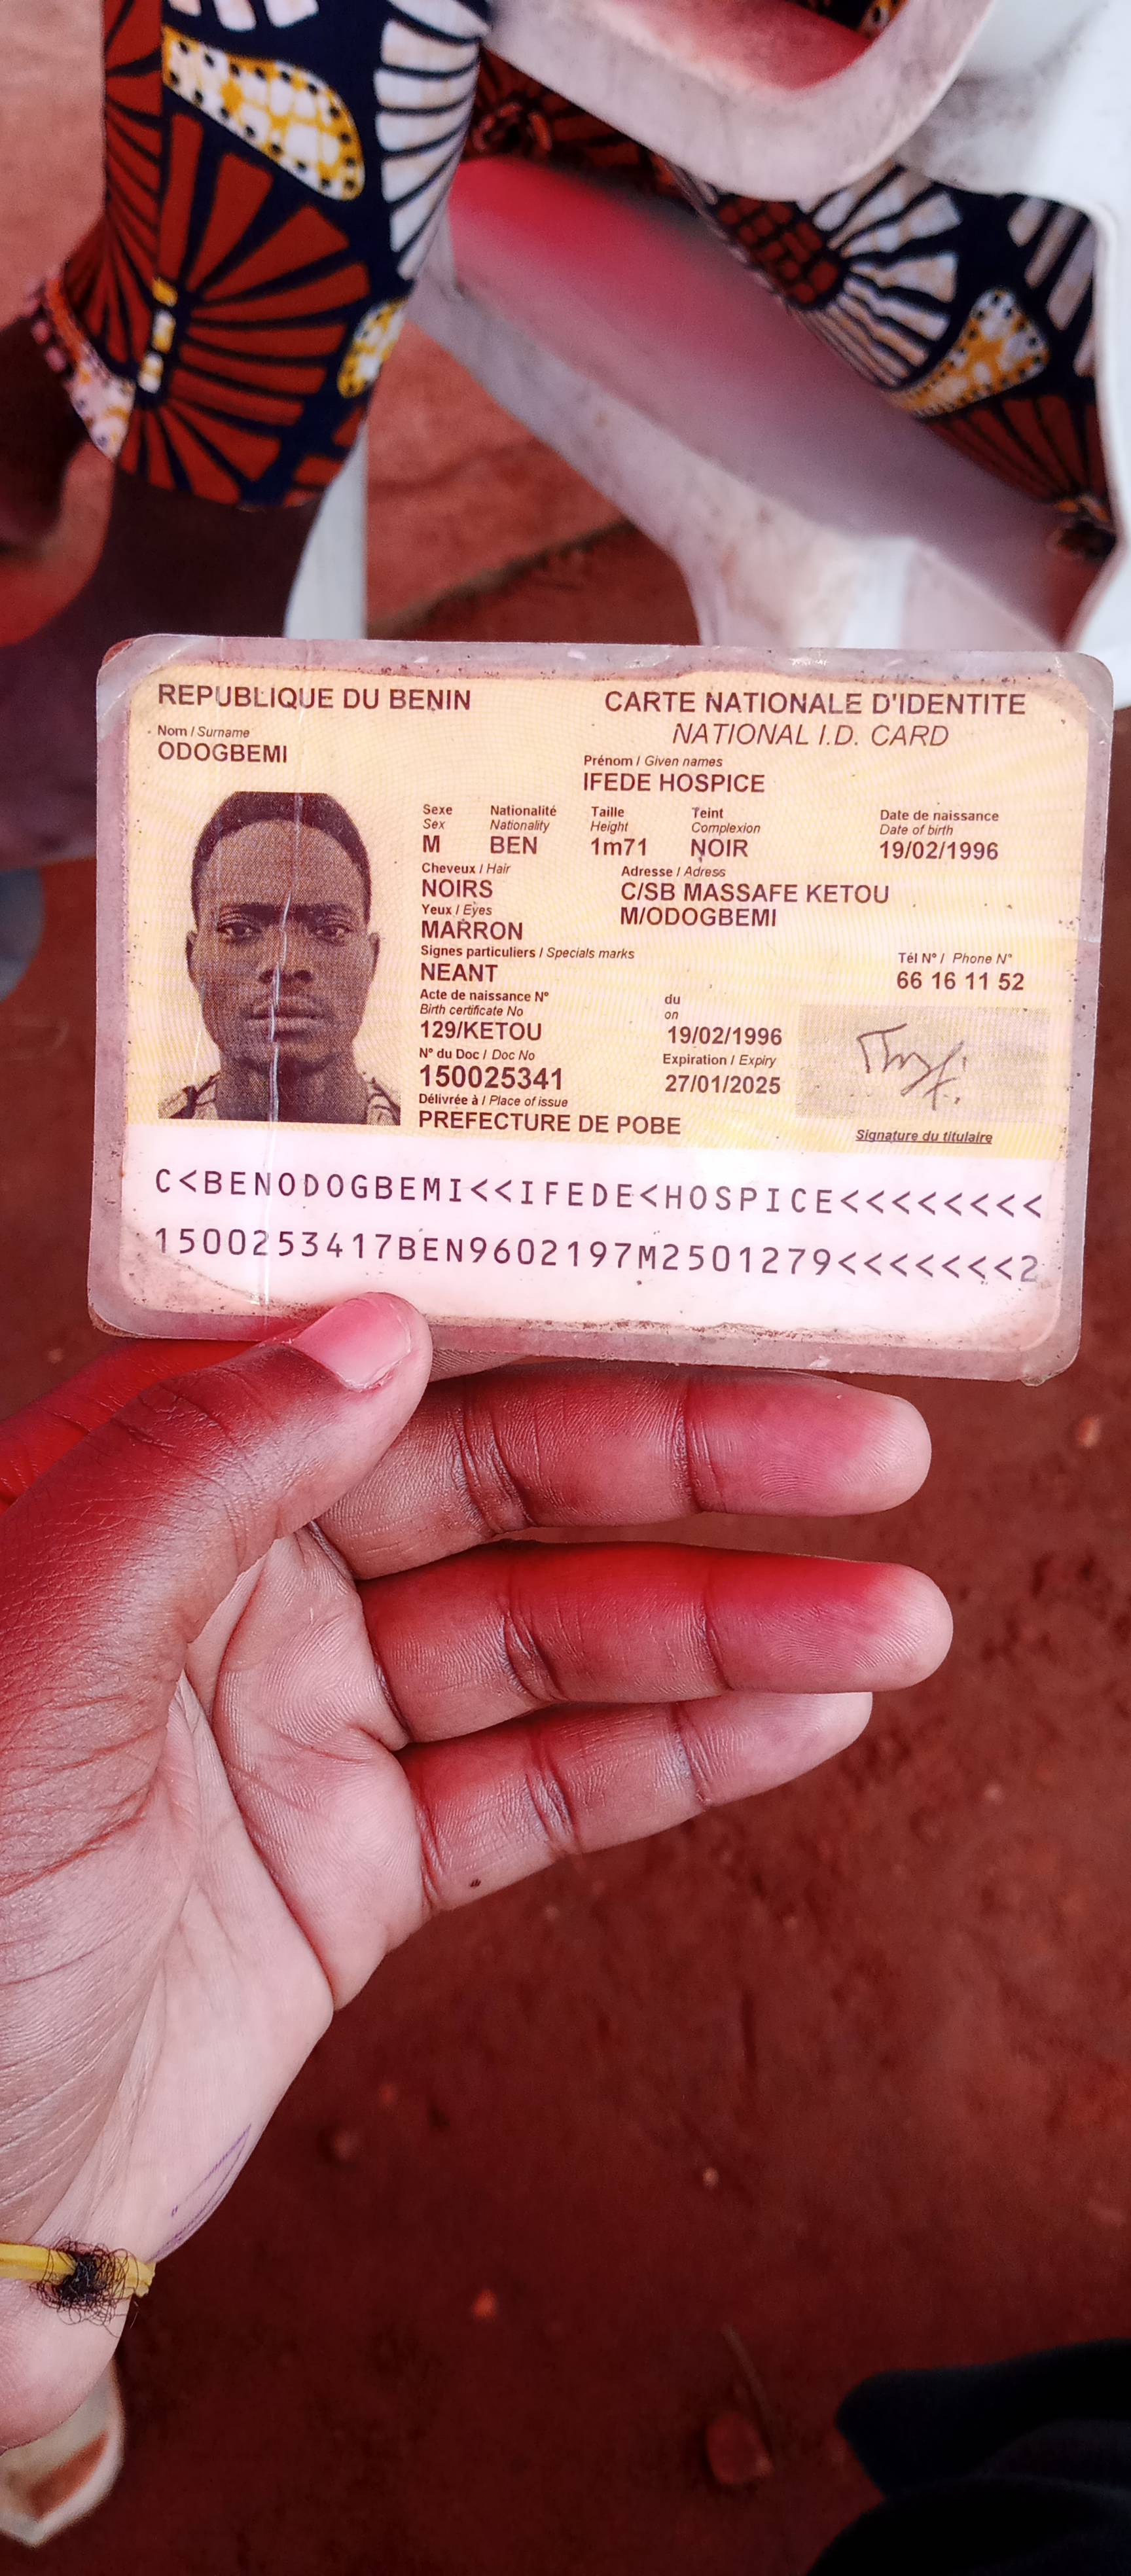 REPUBLIQUE DU BENIN
CARTE NATIONALE D'IDENTITE
NATIONAL I.D. CARD
Nom / Surname
ODOGBEMI
Prénom / Given names
IFEDE HOSPICE
Sexe Nationalité Taille Teint Date de naissance
Sex Nationality Height Complexion Date of birth
M BEN 1m71 NOIR 19/02/1996
Cheveux / Hair Adresse / Adress
NOIRS C/SB MASSAFE KETOU
Yeux / Eyes M/ODOGBEMI
MARRON
Signes particuliers / Specials marks Tél N° / Phone N°
NEANT 66 16 11 52
Acte de naissance N° du
Birth certificate No on
129/KETOU 19/02/1996
N° du Doc / Doc No Expiration / Expiry
150025341 27/01/2025
Délivrée à / Place of issue
PREFECTURE DE POBE
Signature du titulaire
C<BENODOGBEMI<<IFEDE<HOSPICE<<<<<<<<
1500253417BEN9602197M2501279<<<<<<<2